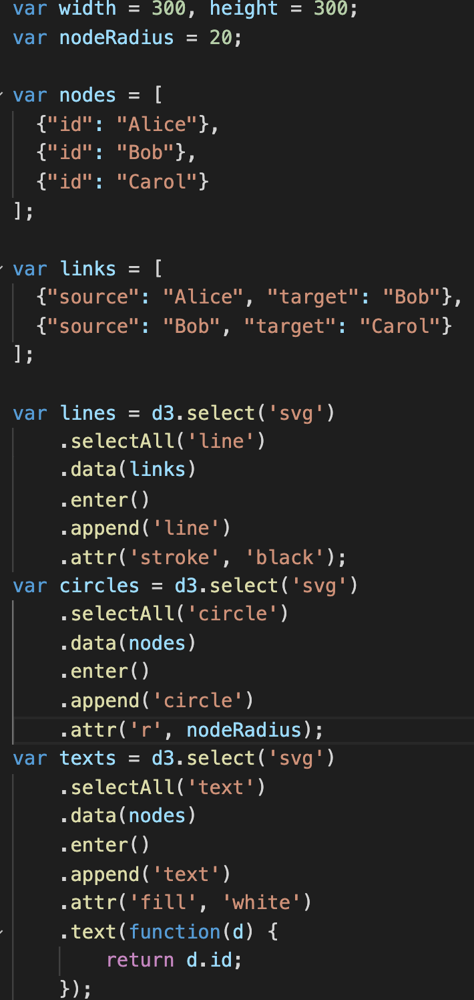 var width = 300, height = 300;
var nodeRadius = 20;

var nodes = [
  {"id": "Alice"},
  {"id": "Bob"},
  {"id": "Carol"}
];

var links = [
  {"source": "Alice", "target": "Bob"},
  {"source": "Bob", "target": "Carol"}
];

var lines = d3.select('svg')
    .selectAll('line')
    .data(links)
    .enter()
    .append('line')
    .attr('stroke', 'black');
var circles = d3.select('svg')
    .selectAll('circle')
    .data(nodes)
    .enter()
    .append('circle')
    .attr('r', nodeRadius);
var texts = d3.select('svg')
    .selectAll('text')
    .data(nodes)
    .enter()
    .append('text')
    .attr('fill', 'white')
    .text(function(d) {
        return d.id;
    });